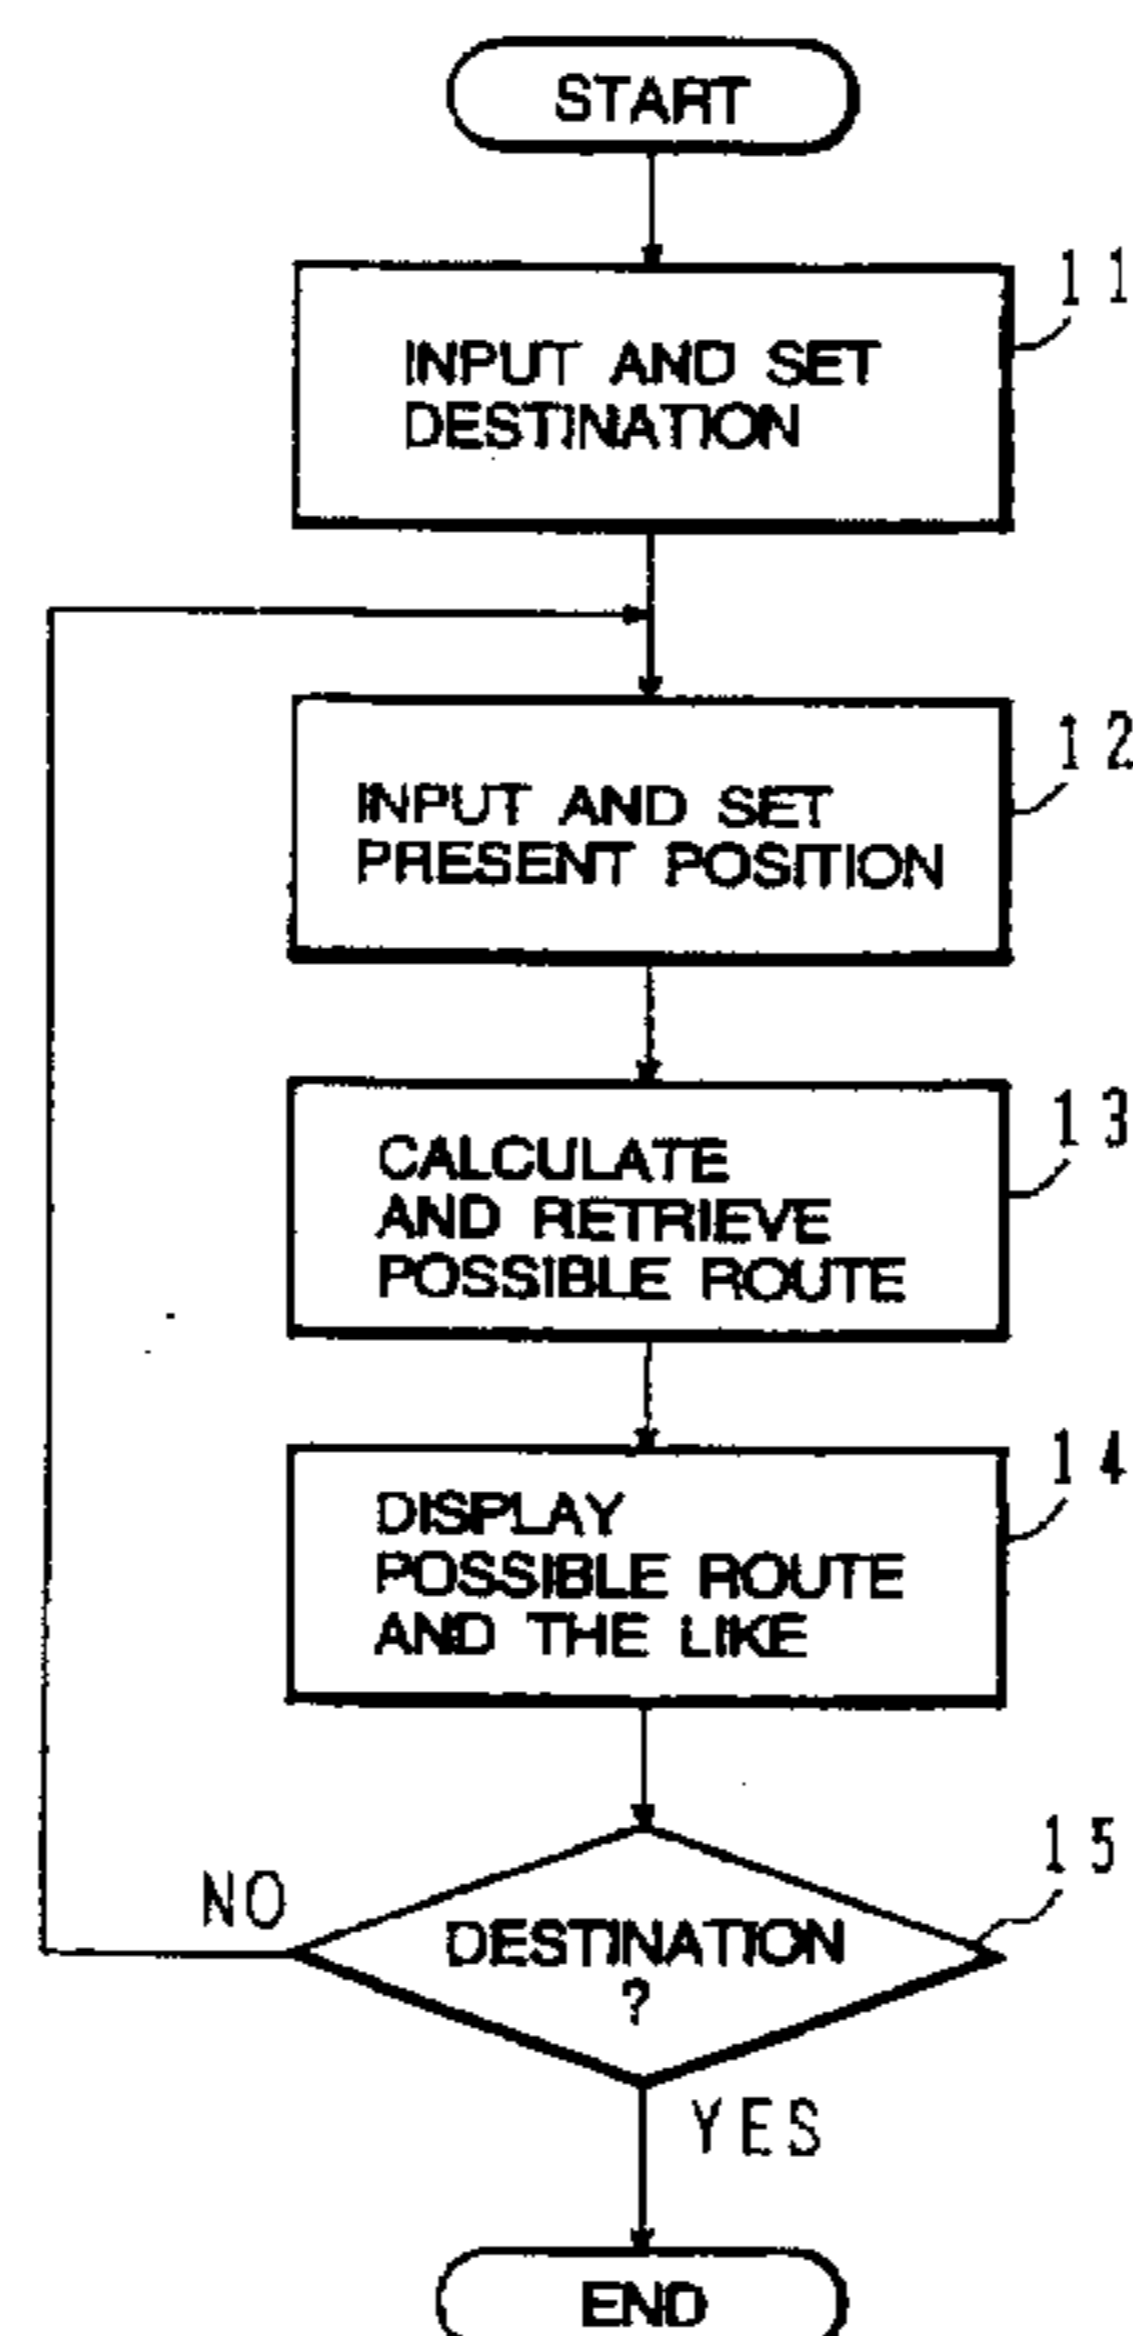 START
11
INPUT AND SET
DESTINATION
12
INPUT AND SET
PRESENT POSITION
13
CALCULATE
AND RETRIEVE
POSSIBLE ROUTE
14
DISPLAY
POSSIBLE ROUTE
AND THE LIKE
15
NO
DESTINATION
?
YES
END